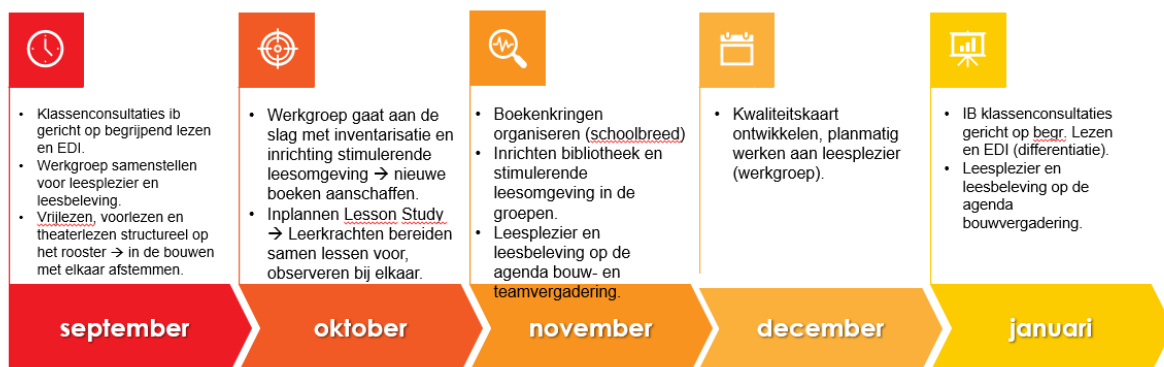 • Klassenconsultaties ib
gericht op begrijpend lezen
en EDI.
• Werkgroep samenstellen
voor leesplezier en
leesbeleving.
• Vrijlezen, voorlezen en
theaterlezen structureel op
het rooster → in de bouwen
met elkaar afstemmen.
september
• Werkgroep gaat aan de
slag met inventarisatie en
inrichting stimulerende
leesomgeving → nieuwe
boeken aanschaffen.
• Inplannen Lesson Study
→ Leerkrachten bereiden
samen lessen voor,
observeren bij elkaar.
oktober
• Boekenkringen
organiseren (schoolbreed)
• Inrichten bibliotheek en
stimulerende
leesomgeving in de
groepen.
• Leesplezier en
leesbeleving op de
agenda bouw- en
teamvergadering.
november
• Kwaliteitskaart
ontwikkelen, planmatig
werken aan leesplezier
(werkgroep).
december
• IB klassenconsultaties
gericht op begr. Lezen
en EDI (differentiatie).
• Leesplezier en
leesbeleving op de
agenda
bouwvergadering.
januari